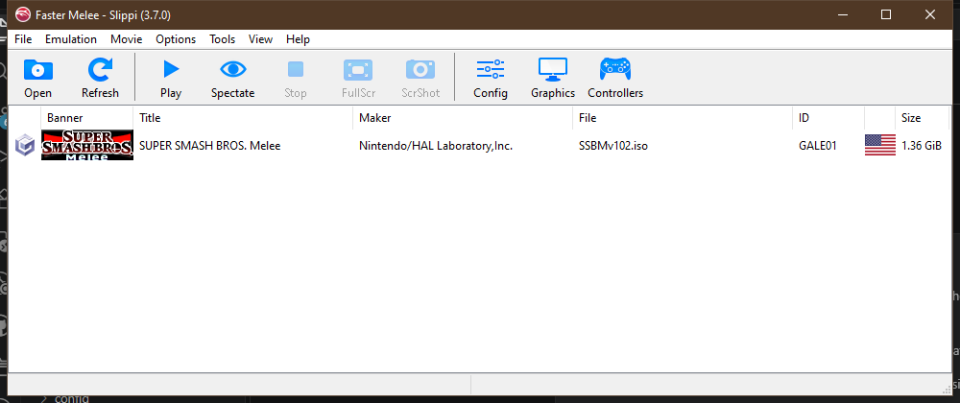 Faster Melee - Slippi (3.7.0)
File Emulation Movie Options Tools View Help
Open Refresh Play Spectate Stop FullScr ScrShot Config Graphics Controllers
Banner Title Maker File ID Size
SUPER SMASH BROS. Melee SUPER SMASH BROS. Melee Nintendo/HAL Laboratory,Inc. SSBMv102.iso GALE01 1.36 GiB
config